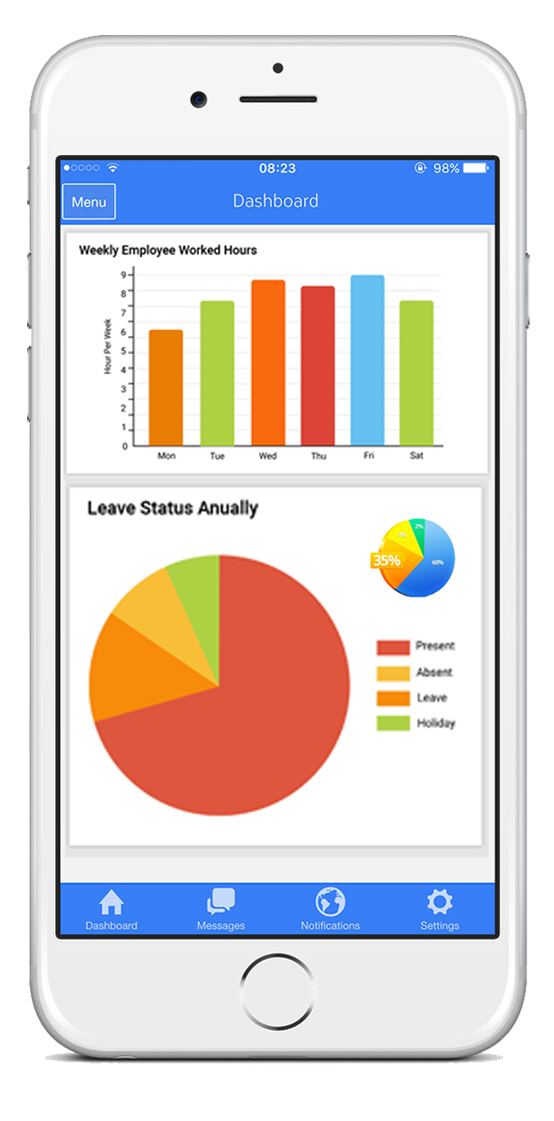 08:23
98%
Menu
Dashboard
Weekly Employee Worked Hours
Hour Per Week
9
8
7
6
5
4
3
2
1
0
Mon Tue Wed Thu Fri Sat
Leave Status Anually
2%
35%
60%
Present
Absent
Leave
Holiday
Dashboard Messages Notifications Settings